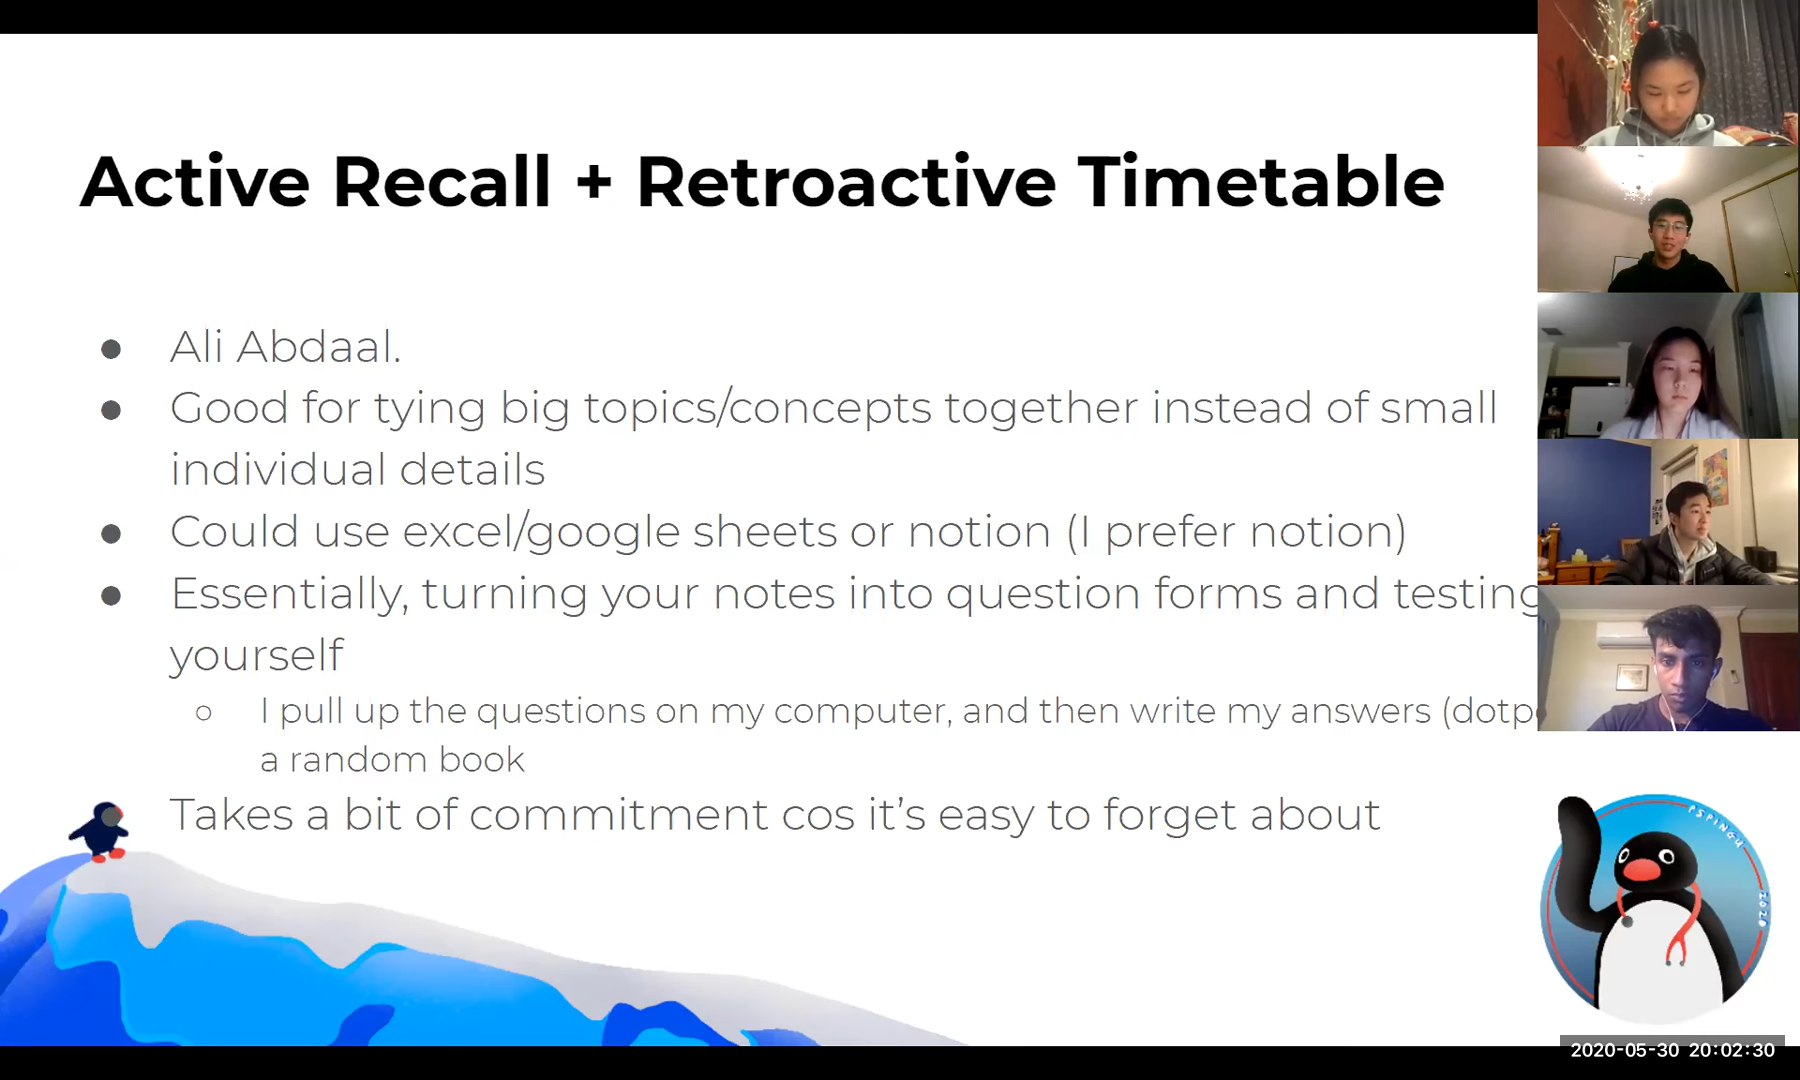 Active Recall + Retroactive Timetable
Ali Abdaal.
Good for tying big topics/concepts together instead of small
individual details
Could use excel/google sheets or notion (I prefer notion)
Essentially, turning your notes into question forms and testing
yourself
I pull up the questions on my computer, and then write my answers
a random book
Takes a bit of commitment cos it's easy to forget about
PSPINGU
2020
2020-05-30 20:02:30